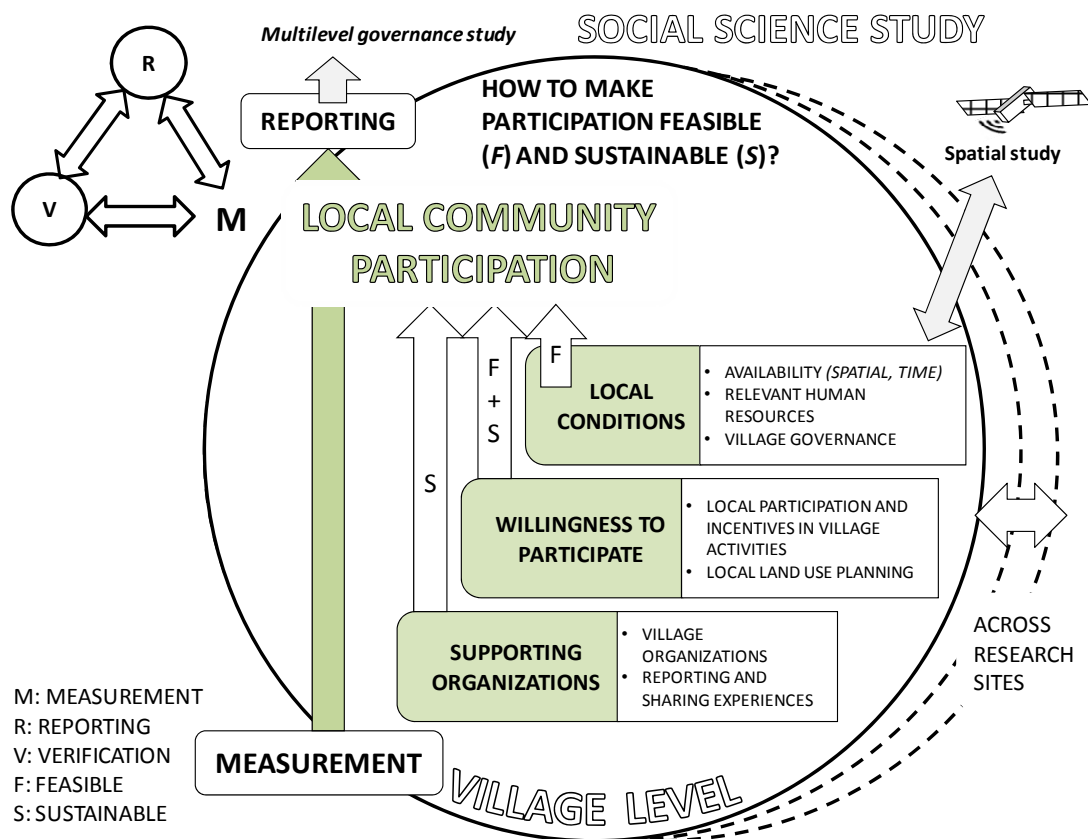 SOCIAL SCIENCE STUDY
Multilevel governance study
R
V
M
REPORTING
HOW TO MAKE
PARTICIPATION FEASIBLE
(F) AND SUSTAINABLE (S)?
Spatial study
LOCAL COMMUNITY
PARTICIPATION
F
LOCAL
CONDITIONS
• AVAILABILITY (SPATIAL, TIME)
• RELEVANT HUMAN
RESOURCES
• VILLAGE GOVERNANCE
F
+
S
WILLINGNESS TO
PARTICIPATE
• LOCAL PARTICIPATION AND
INCENTIVES IN VILLAGE
ACTIVITIES
• LOCAL LAND USE PLANNING
S
SUPPORTING
ORGANIZATIONS
• VILLAGE
ORGANIZATIONS
• REPORTING AND
SHARING EXPERIENCES
ACROSS
RESEARCH
SITES
MEASUREMENT
VILLAGE LEVEL
M: MEASUREMENT
R: REPORTING
V: VERIFICATION
F: FEASIBLE
S: SUSTAINABLE